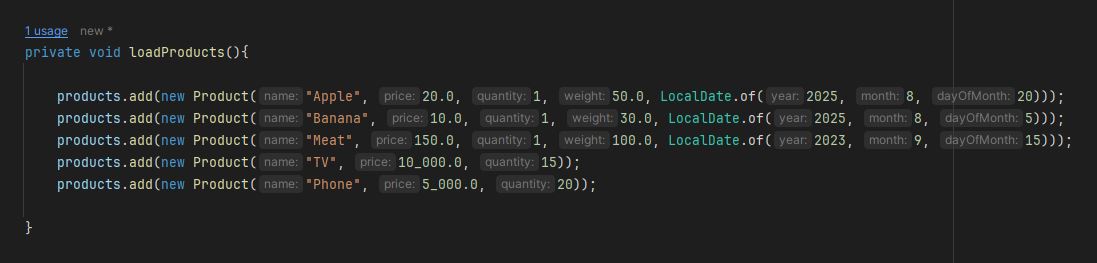 1 usage new *
private void loadProducts(){
products.add(new Product( name: "Apple", price: 20.0, quantity: 1, weight: 50.0, LocalDate.of( year: 2025, month: 8, dayOfMonth: 20)));
products.add(new Product( name: "Banana", price: 10.0, quantity: 1, weight: 30.0, LocalDate.of( year: 2025, month: 8, dayOfMonth: 5)));
products.add(new Product( name: "Meat", price: 150.0, quantity: 1, weight: 100.0, LocalDate.of( year: 2023, month: 9, dayOfMonth: 15)));
products.add(new Product( name: "TV", price: 10_000.0, quantity: 15));
products.add(new Product( name: "Phone", price: 5_000.0, quantity: 20));
}